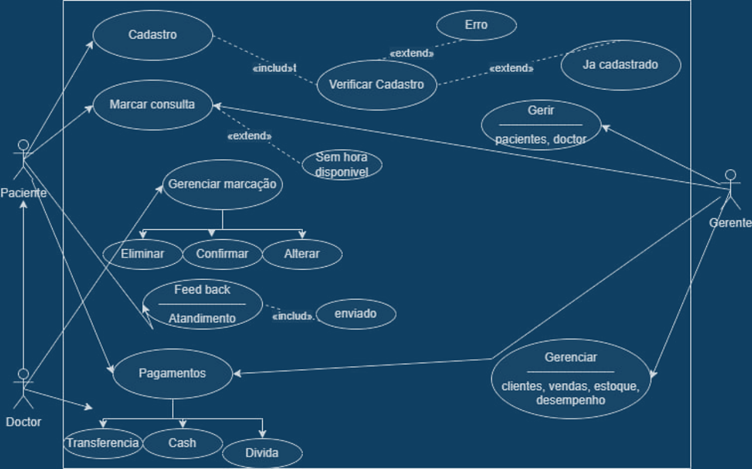 Cadastro
Erro
«extend»
«includ»t
«extend»
Ja cadastrado
Verificar Cadastro
Marcar consulta
Gerir
pacientes, doctor
«extend»
Sem hora
disponivel
Paciente
Gerenciar marcação
Gerente
Eliminar
Confirmar
Alterar
Feed back
Atandimento
«includ».
enviado
Gerenciar
clientes, vendas, estoque,
desempenho
Pagamentos
Doctor
Transferencia
Cash
Divida